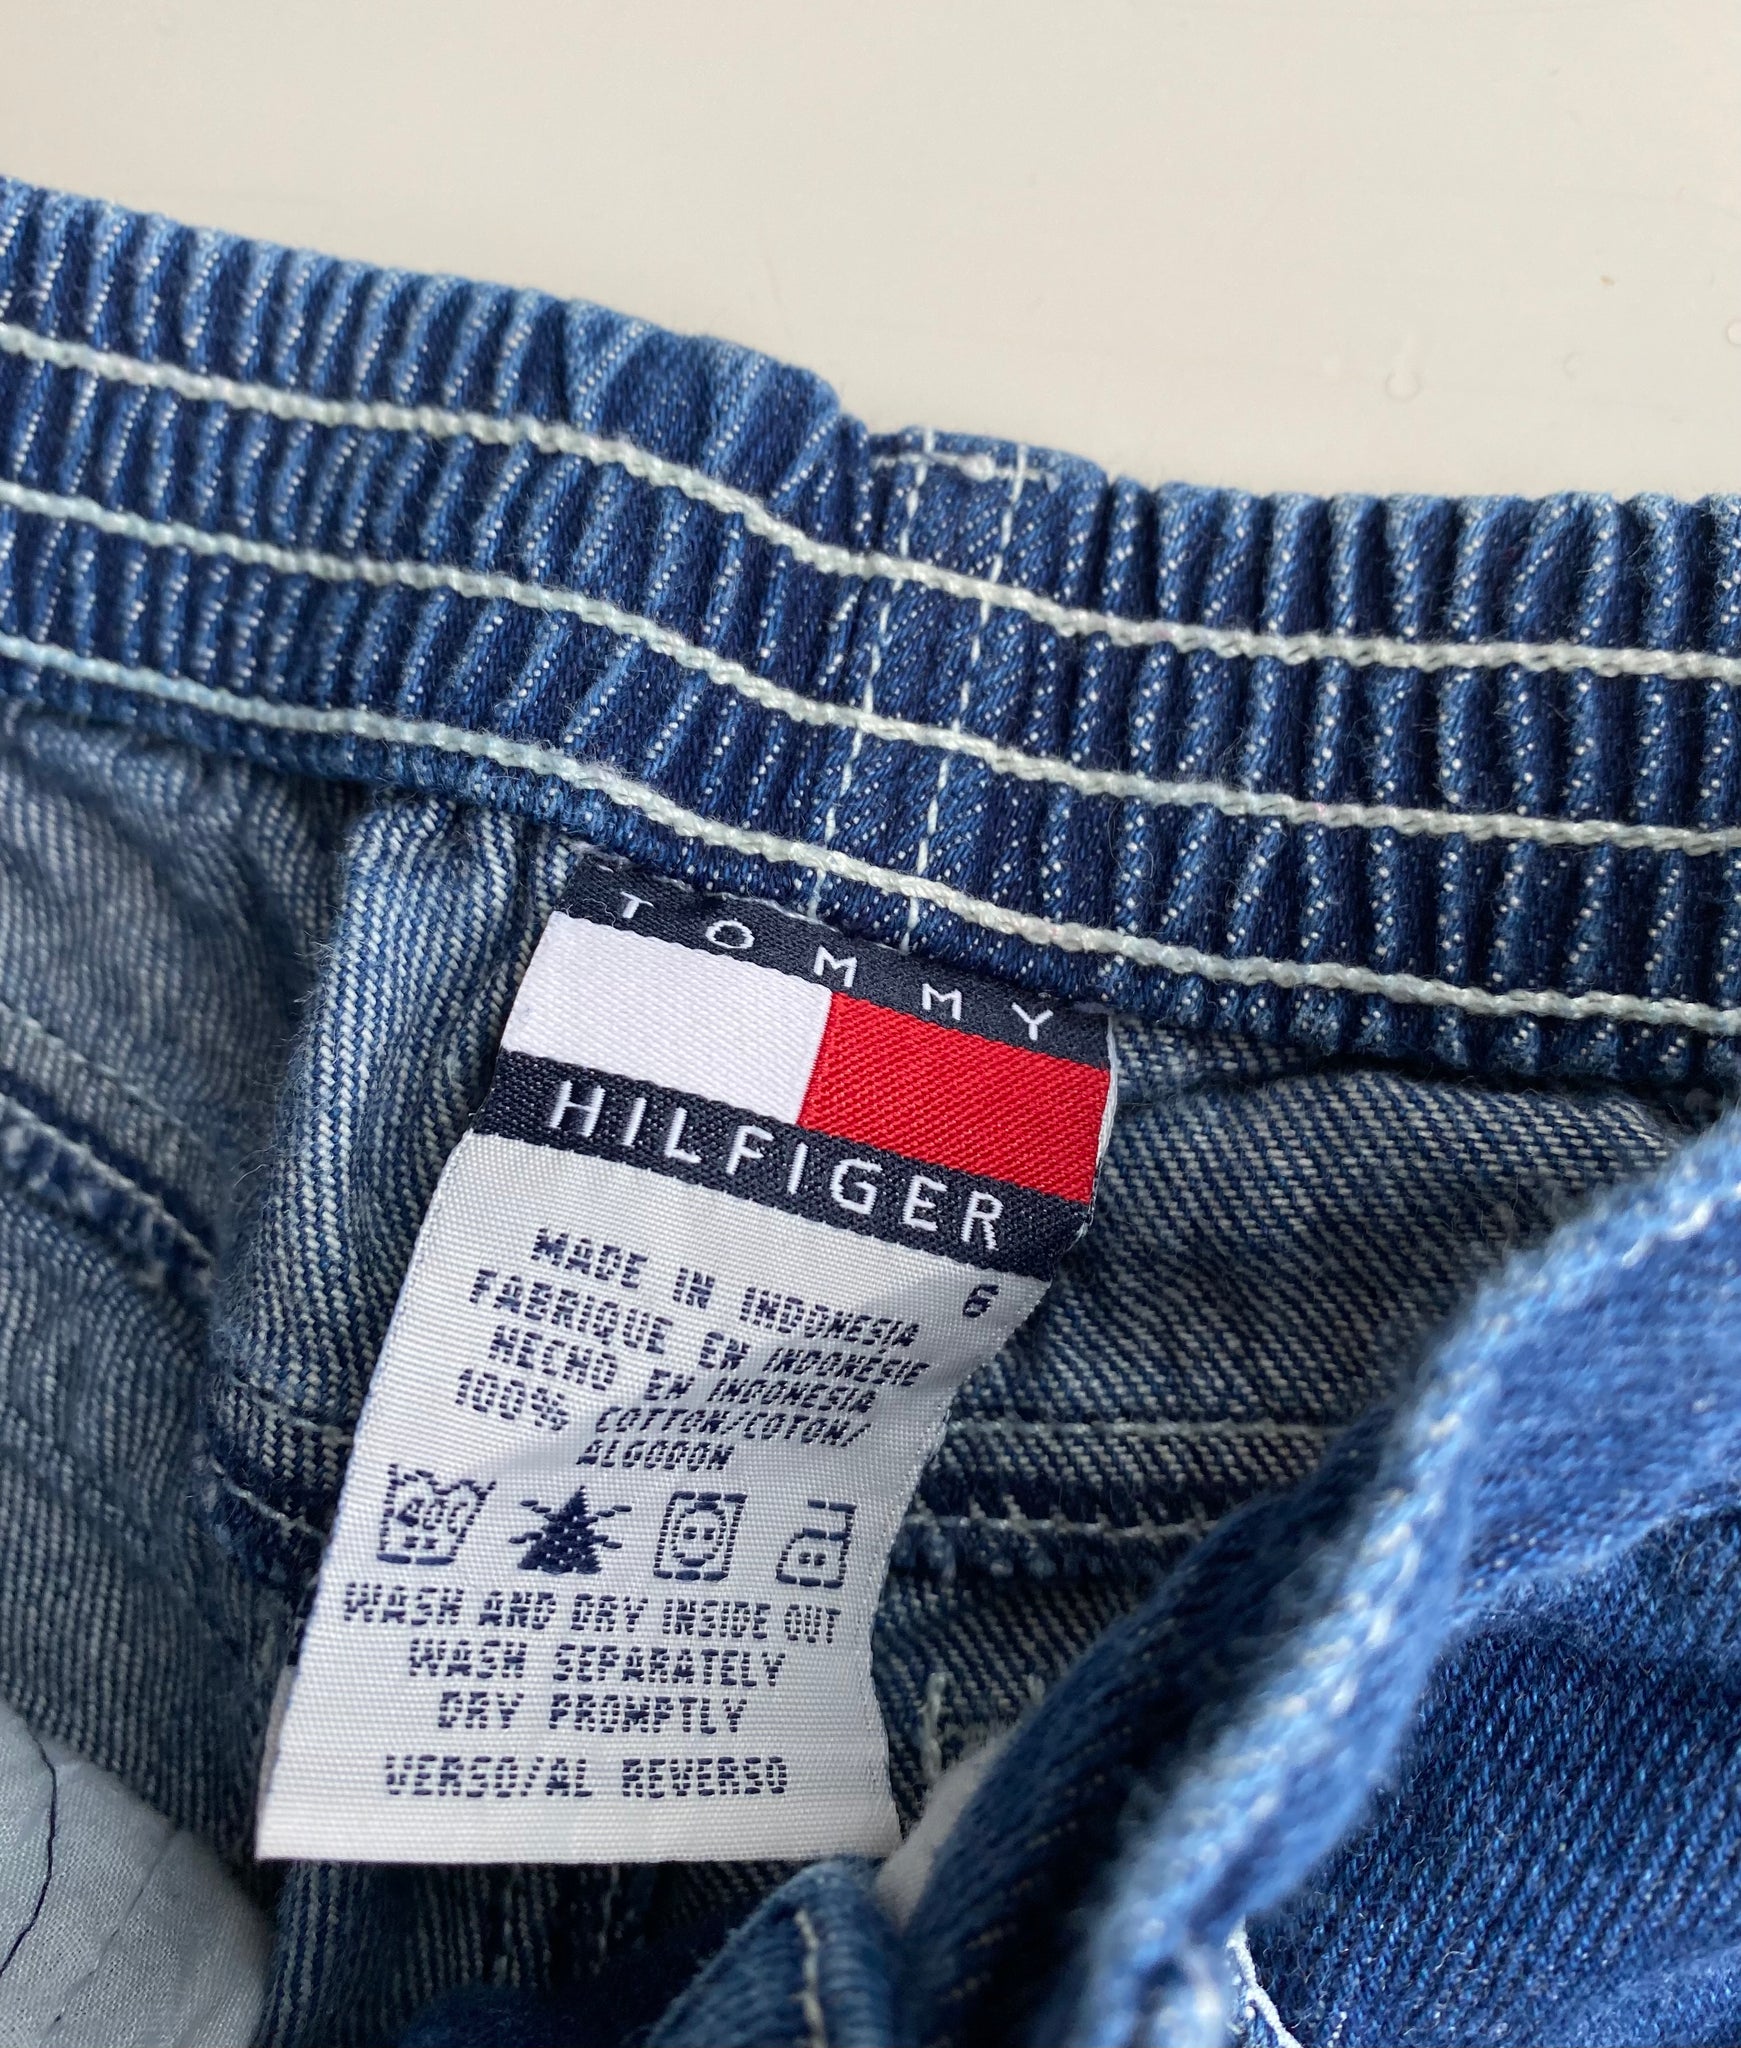 TOMMY
HILFIGER
6
MADE IN INDONESIA
FABRIQUE EN INDONESIE
HECHO EN INDONESIA
100% COTTON/COTON/
ALGODON
40C
WASH AND DRY INSIDE OUT
WASH SEPARATELY
DRY PROMPTLY
VERSO/AL REVERSO